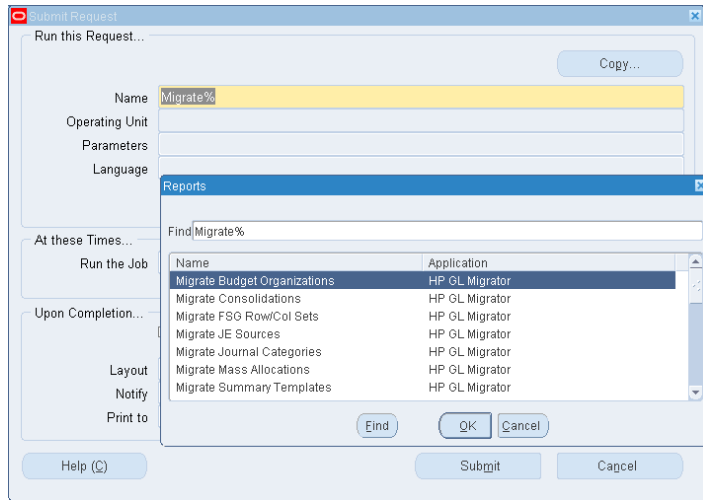 Submit Request
Run this Request...
Copy...
Name Migrate%
Operating Unit
Parameters
Language
Reports
Find Migrate%
At these Times...
Run the Job
Name Application
Migrate Budget Organizations HP GL Migrator
Migrate Consolidations HP GL Migrator
Migrate FSG Row/Col Sets HP GL Migrator
Migrate JE Sources HP GL Migrator
Migrate Journal Categories HP GL Migrator
Migrate Mass Allocations HP GL Migrator
Migrate Summary Templates HP GL Migrator
Upon Completion...
Layout
Notify
Print to
Find OK Cancel
Help (C) Submit Cancel